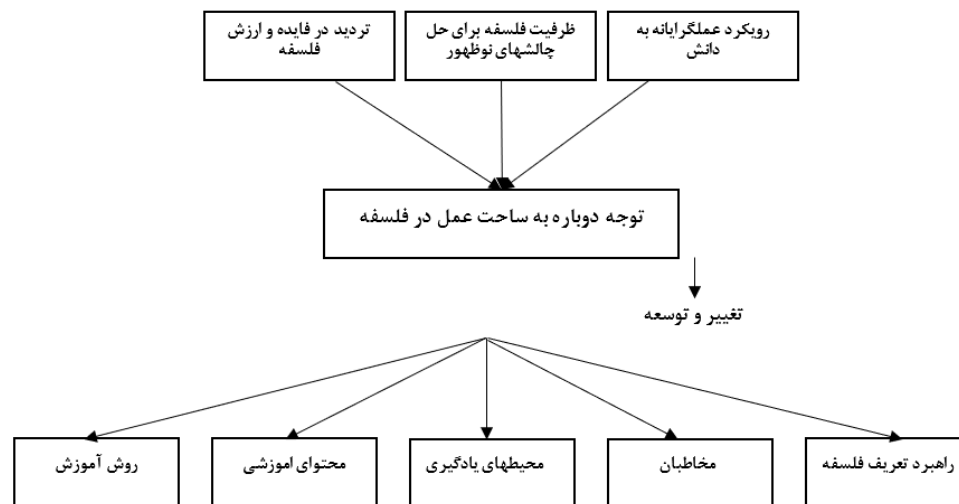 رویکرد عملگرایانه به
دانش
ظرفیت فلسفه برای حل
چالشهای نوظهور
تردید در فایده و ارزش
فلسفه
توجه دوباره به ساحت عمل در فلسفه
تغییر و توسعه
راهبرد تعریف فلسفه
مخاطبان
محیطهای یادگیری
محتوای اموزشی
روش آموزش